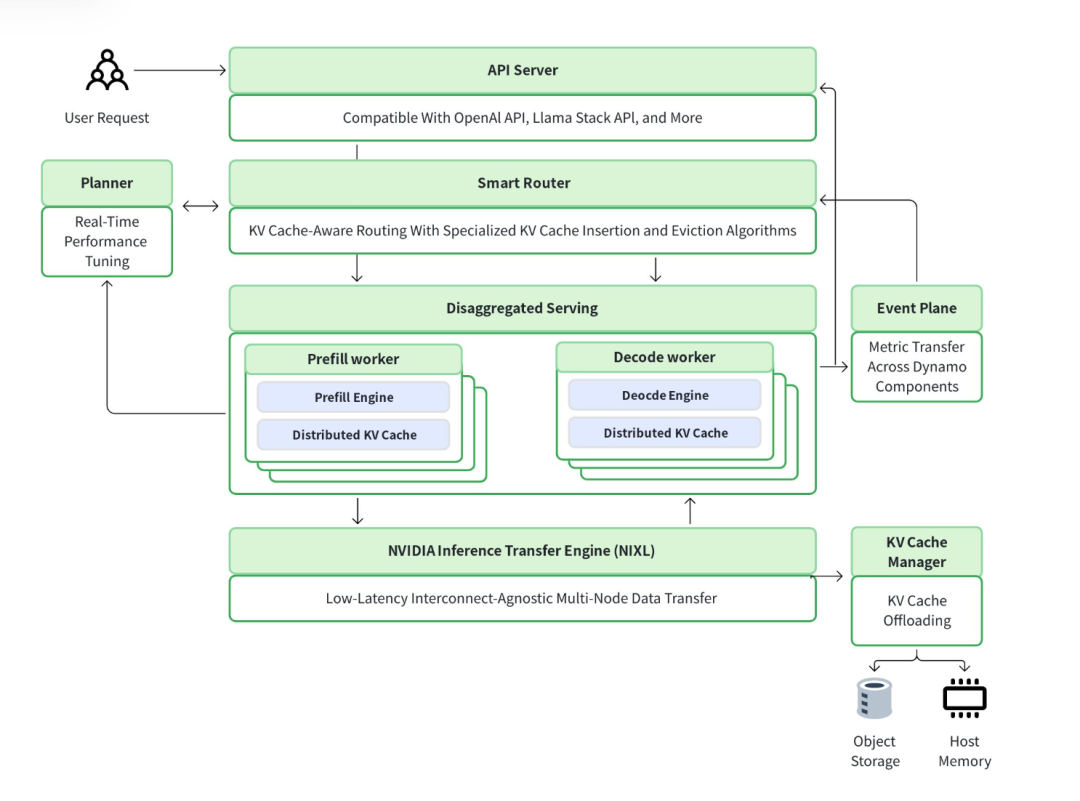 API Server
User Request
Compatible With OpenAl API, Llama Stack APl, and More
Planner
Smart Router
Real-Time
Performance
Tuning
KV Cache-Aware Routing With Specialized KV Cache Insertion and Eviction Algorithms
Disaggregated Serving
Event Plane
Metric Transfer
Across Dynamo
Components
Prefill worker
Prefill Engine
Distributed KV Cache
Decode worker
Deocde Engine
Distributed KV Cache
NVIDIA Inference Transfer Engine (NIXL)
Low-Latency Interconnect-Agnostic Multi-Node Data Transfer
KV Cache
Manager
KV Cache
Offloading
Object
Storage
Host
Memory